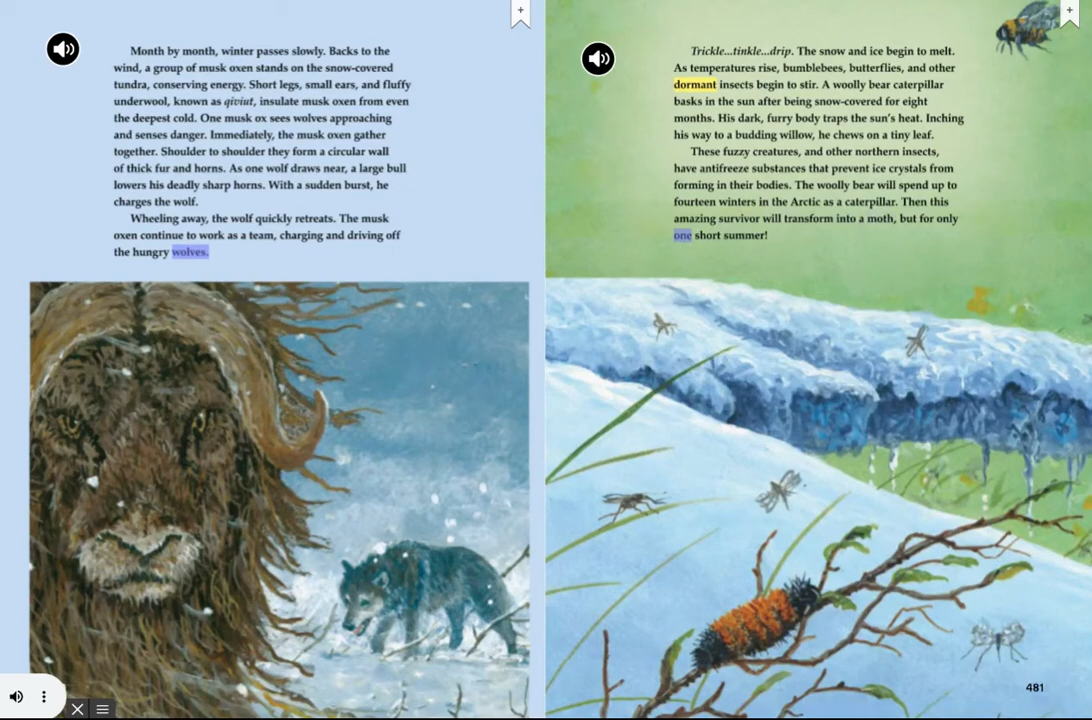 Month by month, winter passes slowly. Backs to the
wind, a group of musk oxen stands on the snow-covered
tundra, conserving energy. Short legs, small ears, and fluffy
underwool, known as qiviut, insulate musk oxen from even
the deepest cold. One musk ox sees wolves approaching
and senses danger. Immediately, the musk oxen gather
together. Shoulder to shoulder they form a circular wall
of thick fur and horns. As one wolf draws near, a large bull
lowers his deadly sharp horns. With a sudden burst, he
charges the wolf.
Wheeling away, the wolf quickly retreats. The musk
oxen continue to work as a team, charging and driving off
the hungry wolves.
Trickle...tinkle...drip. The snow and ice begin to melt.
As temperatures rise, bumblebees, butterflies, and other
dormant insects begin to stir. A woolly bear caterpillar
basks in the sun after being snow-covered for eight
months. His dark, furry body traps the sun's heat. Inching
his way to a budding willow, he chews on a tiny leaf.
These fuzzy creatures, and other northern insects,
have antifreeze substances that prevent ice crystals from
forming in their bodies. The woolly bear will spend up to
fourteen winters in the Arctic as a caterpillar. Then this
amazing survivor will transform into a moth, but for only
one short summer!
481